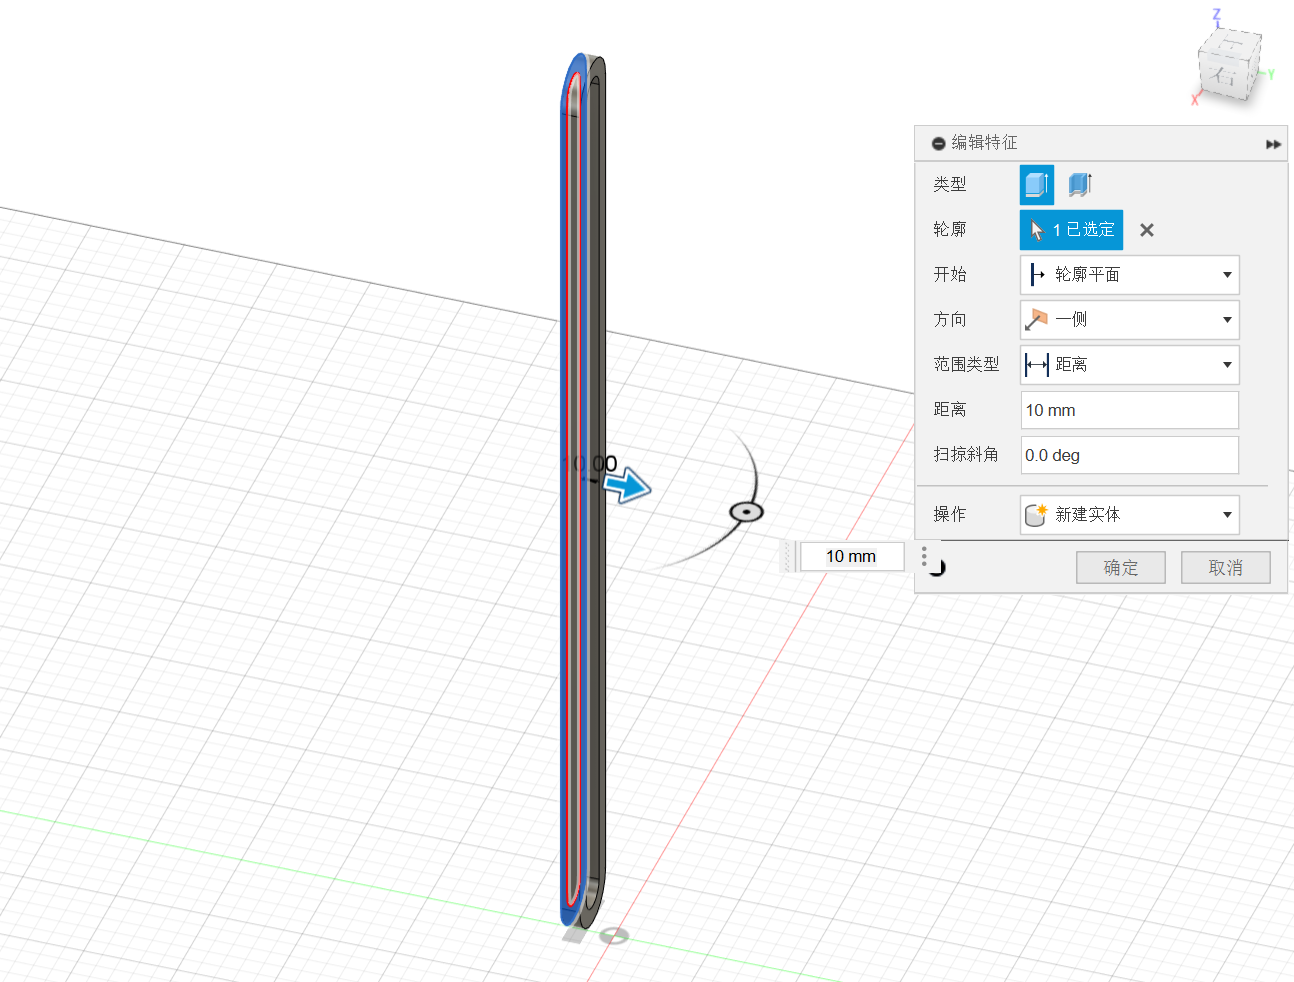 Z
上
右
Y
X
编辑特征
类型
轮廓
1 已选定
开始
轮廓平面
方向
一侧
范围类型
距离
距离
10 mm
扫掠斜角
0.0 deg
操作
新建实体
确定
取消
10.00
10 mm